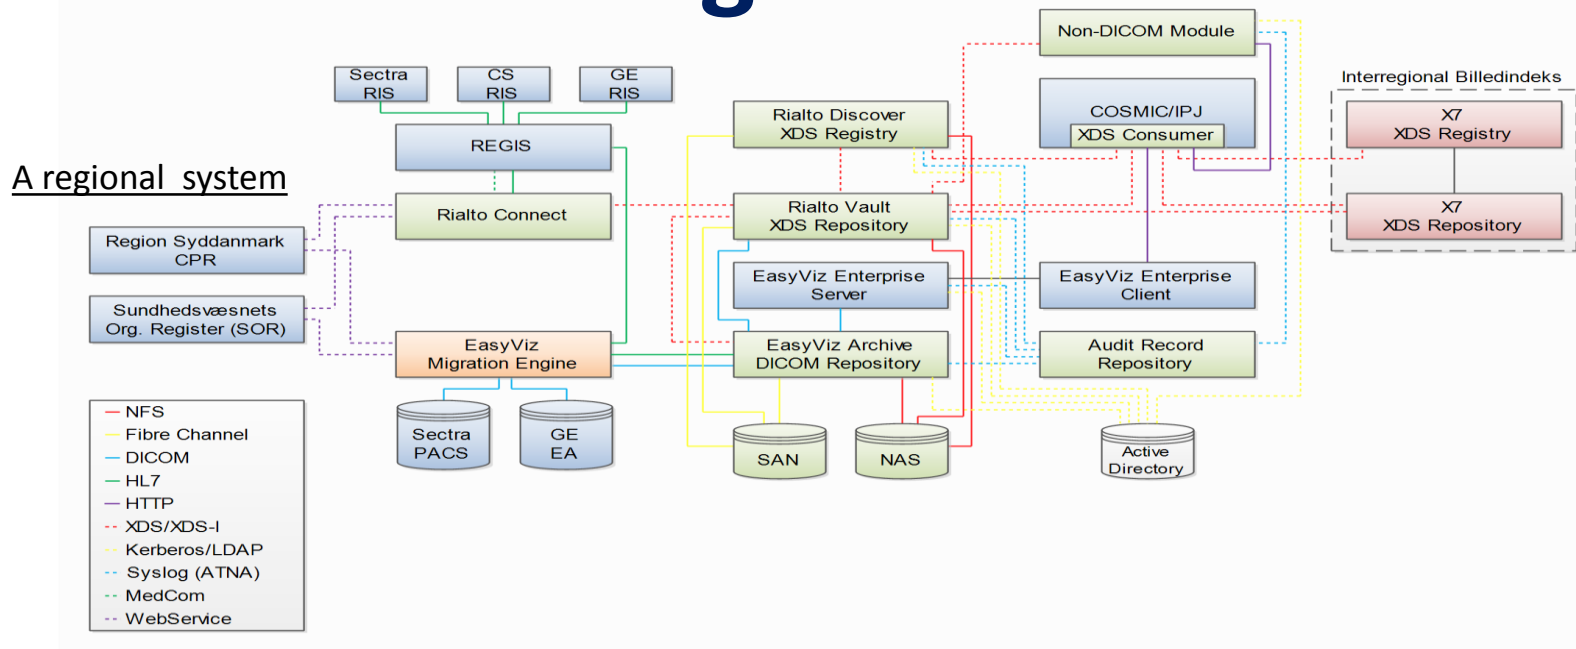 g
A regional system
Sectra
RIS
CS
RIS
GE
RIS
REGIS
Rialto Connect
Region Syddanmark
CPR
Sundhedsvæsnets
Org. Register (SOR)
EasyViz
Migration Engine
Sectra
PACS
GE
EA
Rialto Discover
XDS Registry
Rialto Vault
XDS Repository
EasyViz Enterprise
Server
EasyViz Archive
DICOM Repository
SAN
NAS
Non-DICOM Module
COSMIC/IPJ
XDS Consumer
EasyViz Enterprise
Client
Audit Record
Repository
Active
Directory
Interregional Billedindeks
X7
XDS Registry
X7
XDS Repository
NFS
Fibre Channel
DICOM
HL7
HTTP
XDS/XDS-I
Kerberos/LDAP
Syslog (ATNA)
MedCom
WebService